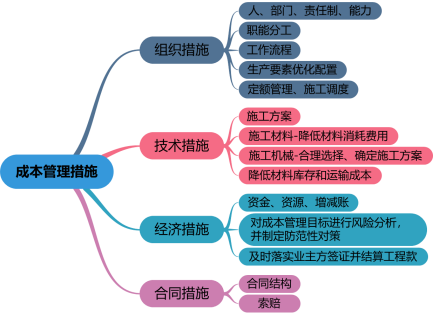 成本管理措施
组织措施
人、部门、责任制、能力
职能分工
工作流程
生产要素优化配置
定额管理、施工调度
技术措施
施工方案
施工材料-降低材料消耗费用
施工机械-合理选择、确定施工方案
降低材料库存和运输成本
经济措施
资金、资源、增减账
对成本管理目标进行风险分析，
并制定防范性对策
及时落实业主方签证并结算工程款
合同措施
合同结构
索赔